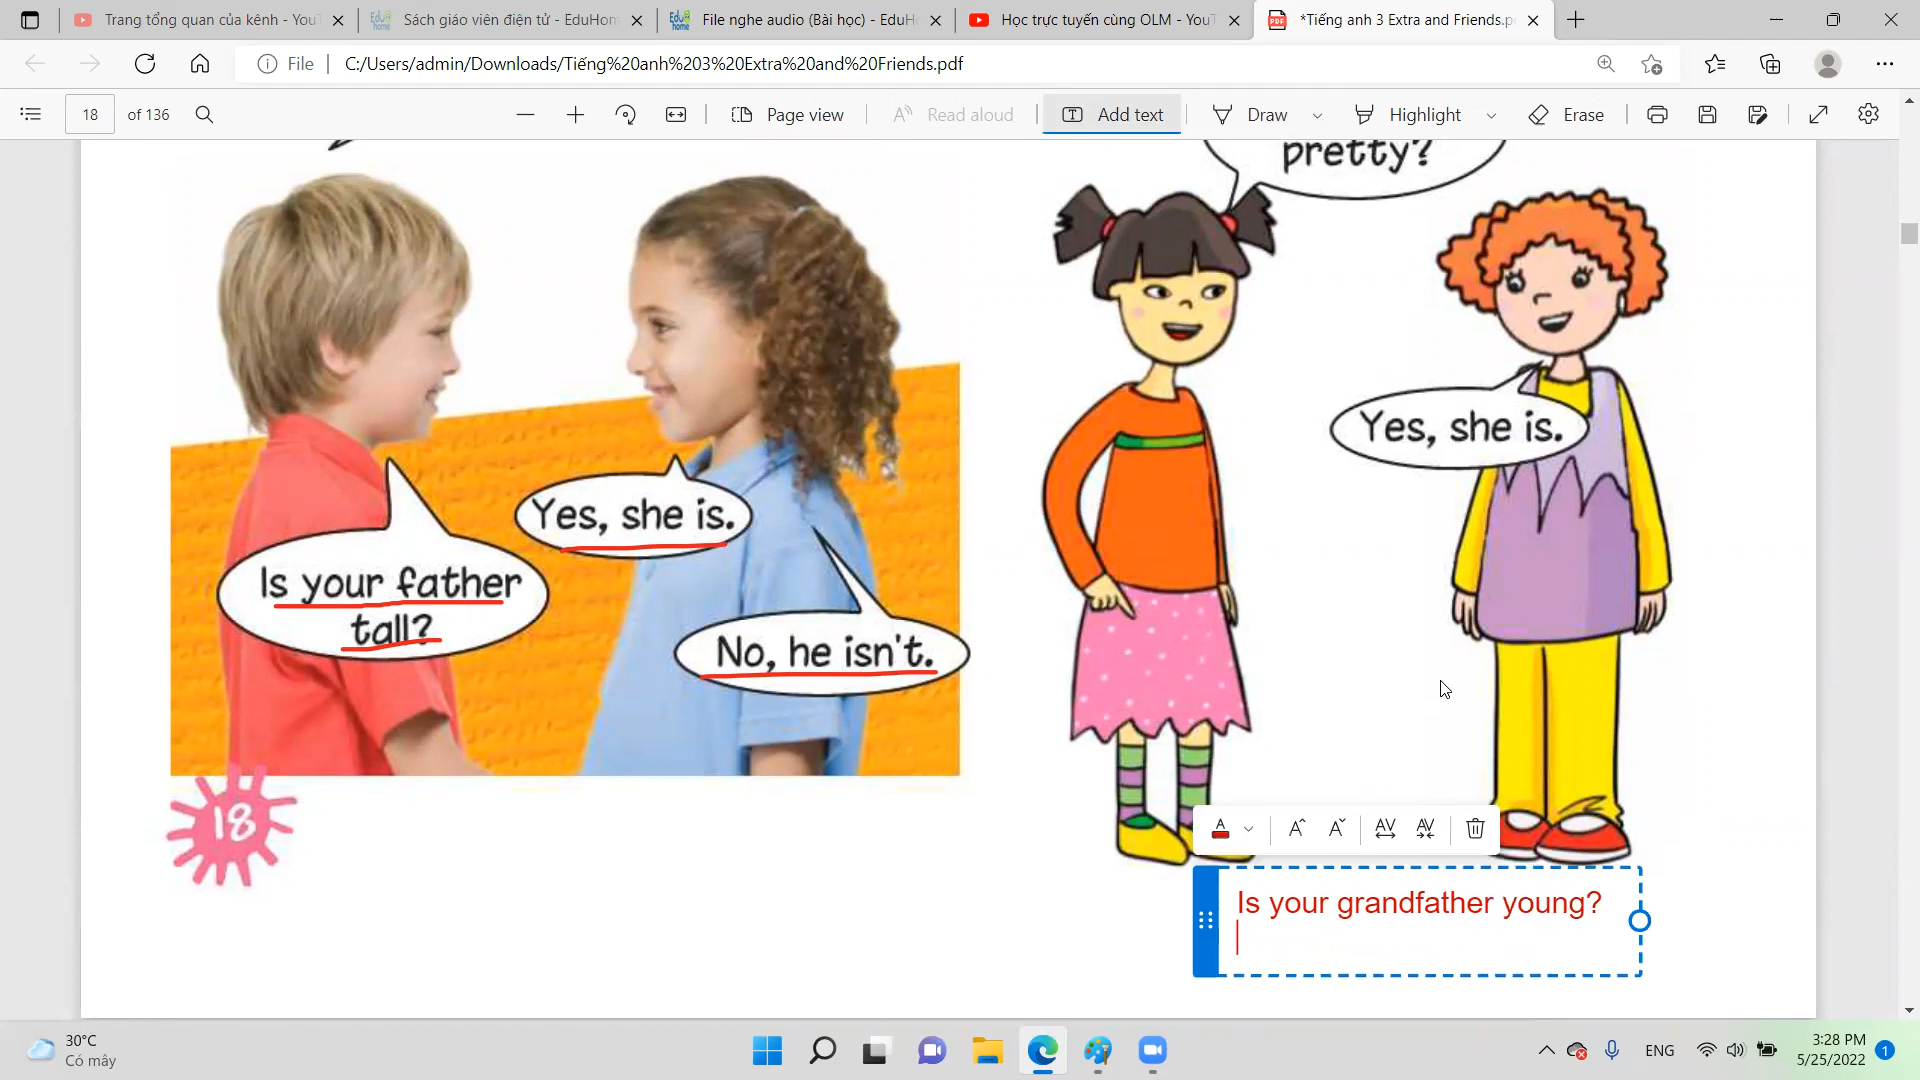 Trang tổng quan của kênh - YouT
Sách giáo viên điện tử - EduHom
File nghe audio (Bài học) - EduH
Học trực tuyến cùng OLM - YouT
*Tiếng anh 3 Extra and Friends.p
File
C:/Users/admin/Downloads/Tiếng%20anh%203%20Extra%20and%20Friends.pdf
18 of 136
Page view
Read aloud
Add text
Draw
Highlight
Erase
pretty?
Yes, she is.
Yes, she is.
Is your father
tall?
No, he isn't.
18
Is your grandfather young?
30°C
Có mây
ENG
3:28 PM
5/25/2022
1